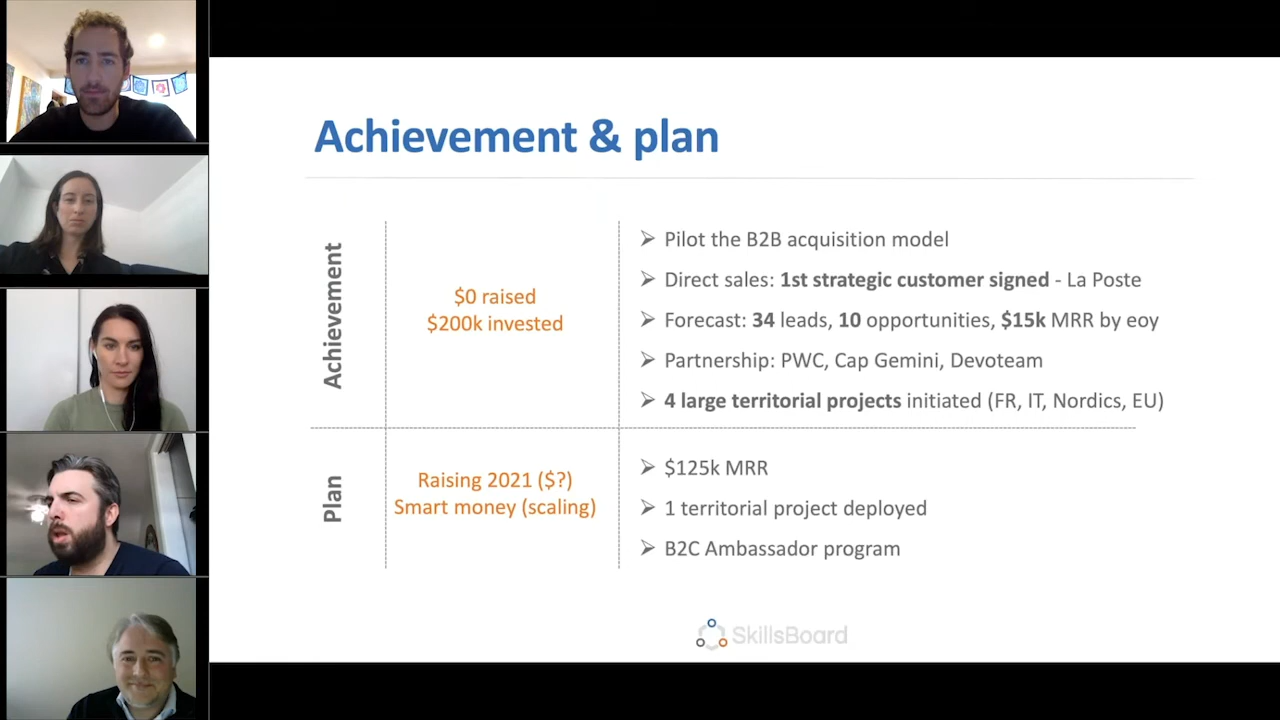 Achievement & plan
Achievement
$0 raised
$200k invested
➢ Pilot the B2B acquisition model
➢ Direct sales: 1st strategic customer signed - La Poste
➢ Forecast: 34 leads, 10 opportunities, $15k MRR by eoy
➢ Partnership: PWC, Cap Gemini, Devoteam
➢ 4 large territorial projects initiated (FR, IT, Nordics, EU)
Plan
Raising 2021 ($?)
Smart money (scaling)
➢ $125k MRR
➢ 1 territorial project deployed
➢ B2C Ambassador program
SkillsBoard